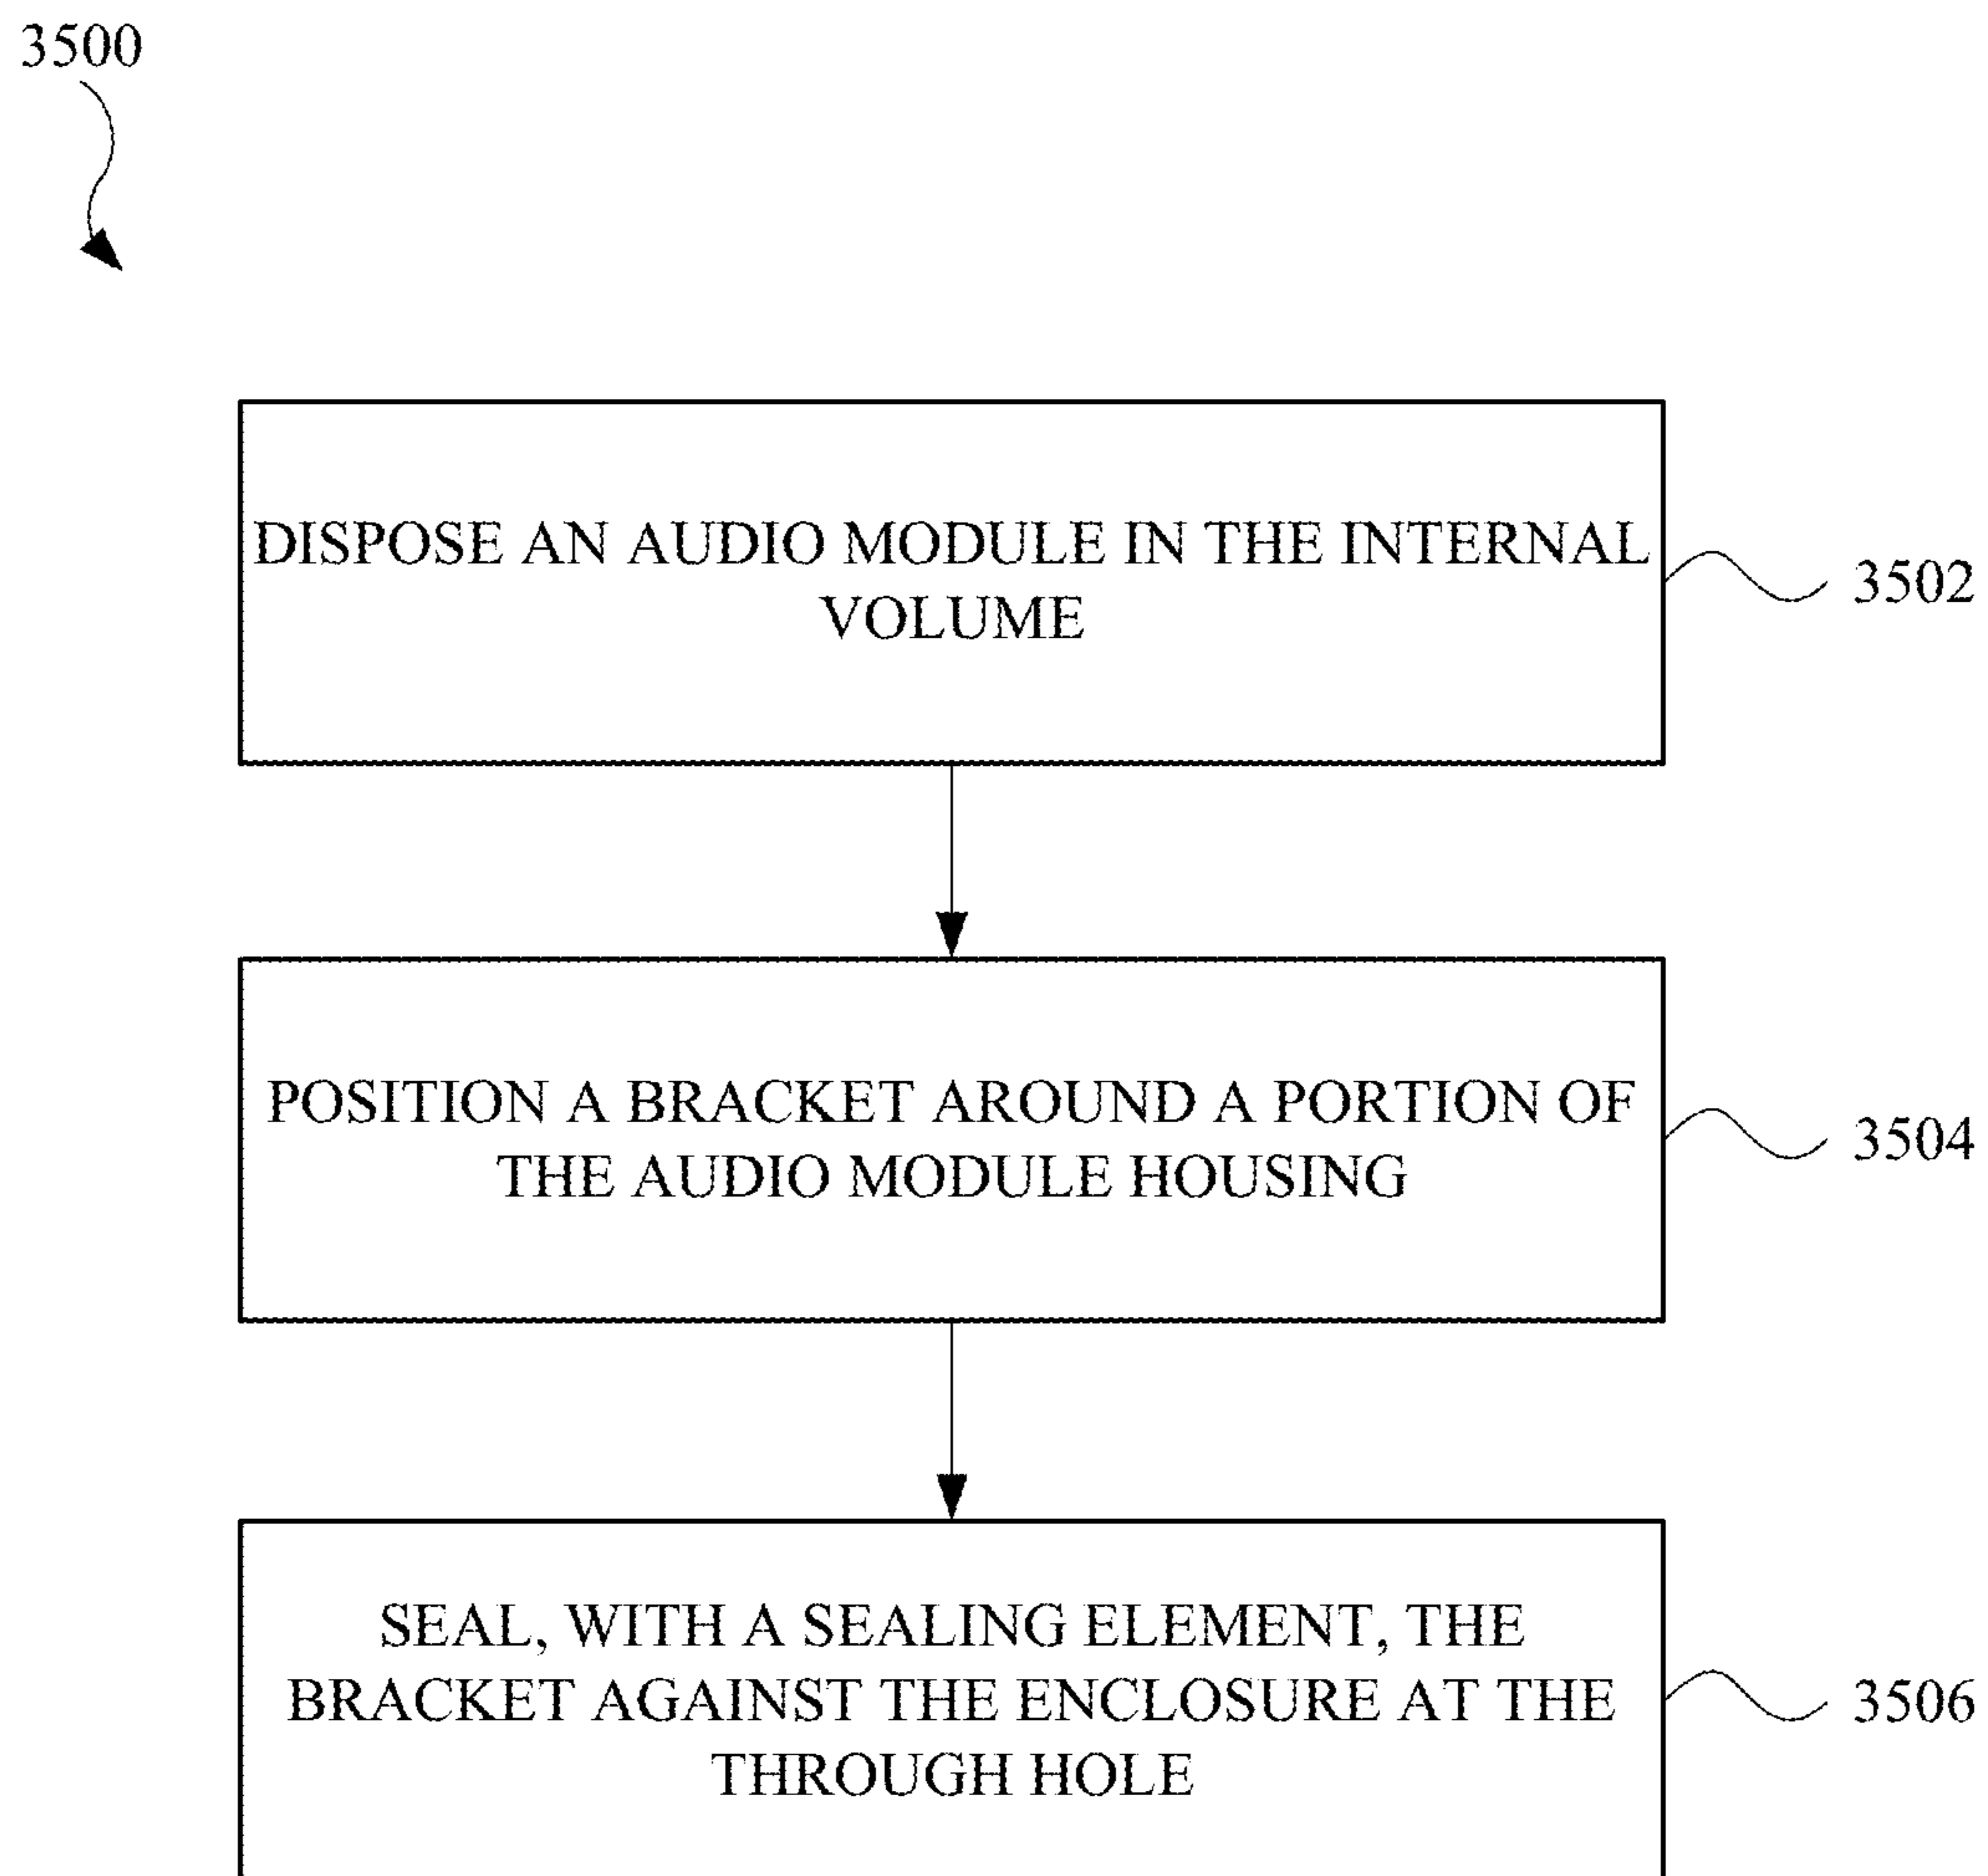 3500
DISPOSE AN AUDIO MODULE IN THE INTERNAL
VOLUME
3502
POSITION A BRACKET AROUND A PORTION OF
THE AUDIO MODULE HOUSING
3504
SEAL, WITH A SEALING ELEMENT, THE
BRACKET AGAINST THE ENCLOSURE AT THE
THROUGH HOLE
3506